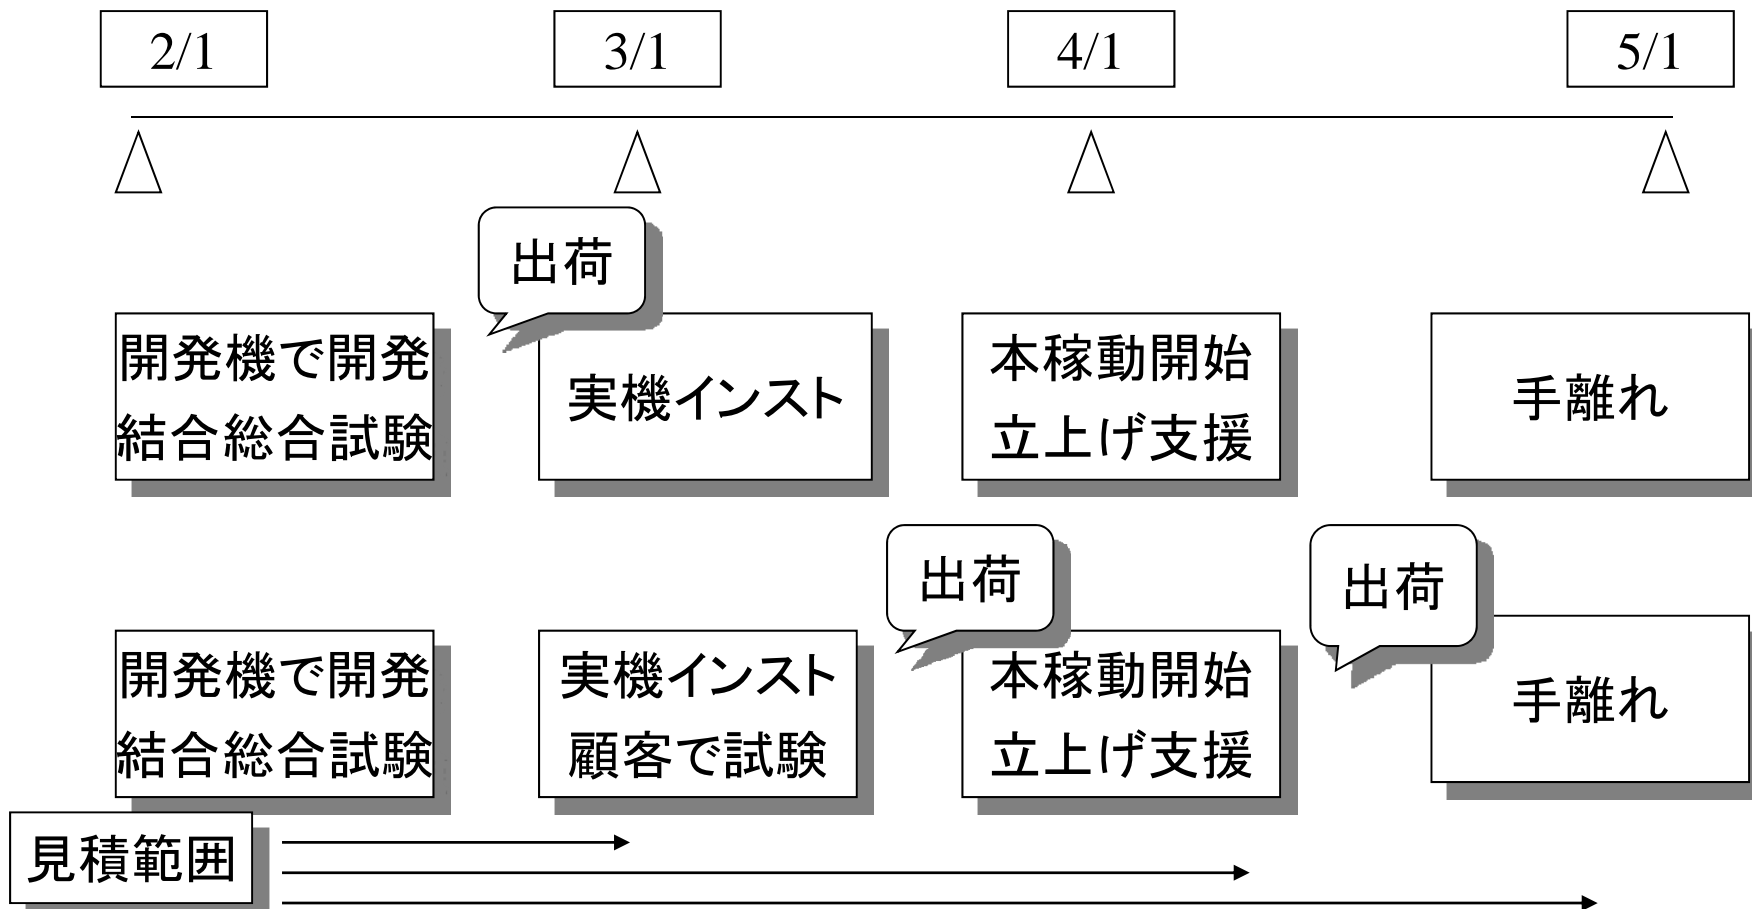 2/1
3/1
4/1
5/1
出荷
開発機で開発
結合総合試験
実機インスト
本稼動開始
立上げ支援
手離れ
出荷
出荷
開発機で開発
結合総合試験
実機インスト
顧客で試験
本稼動開始
立上げ支援
手離れ
見積範囲